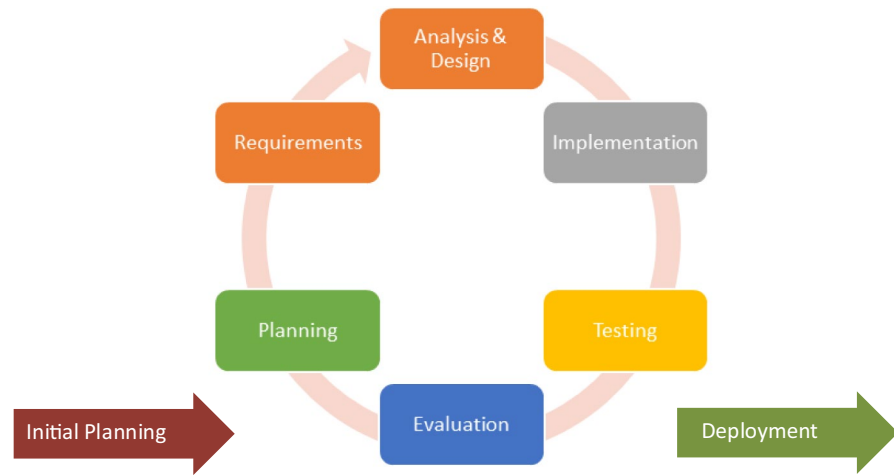 Analysis &
Design
Requirements
Implementation
Planning
Testing
Evaluation
Initial Planning
Deployment